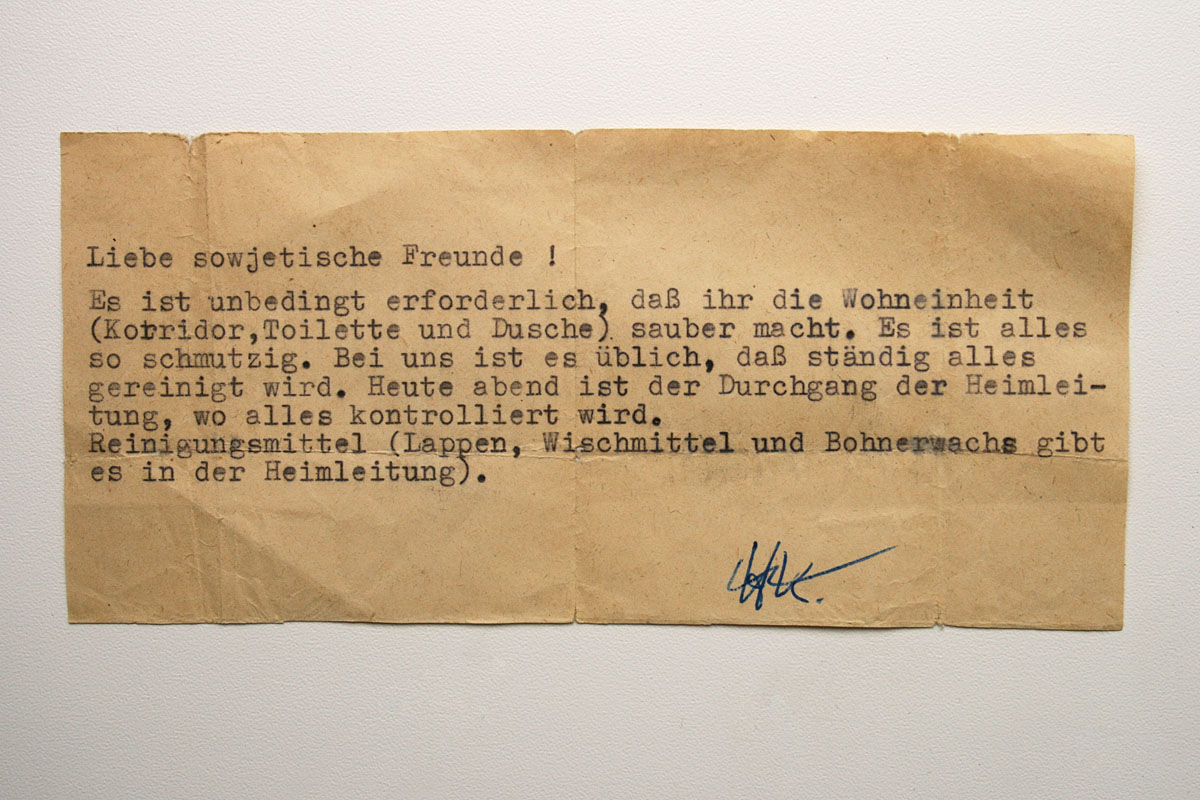 Liebe sowjetische Freunde !
Es ist unbedingt erforderlich, daß ihr die Wohneinheit
(Korridor,Toilette und Dusche) sauber macht. Es ist alles
so schmutzig. Bei uns ist es üblich, daß ständig alles
gereinigt wird. Heute abend ist der Durchgang der Heimlei-
tung, wo alles kontrolliert wird.
Reinigungsmittel (Lappen, Wischmittel und Bohnerwachs gibt
es in der Heimleitung).